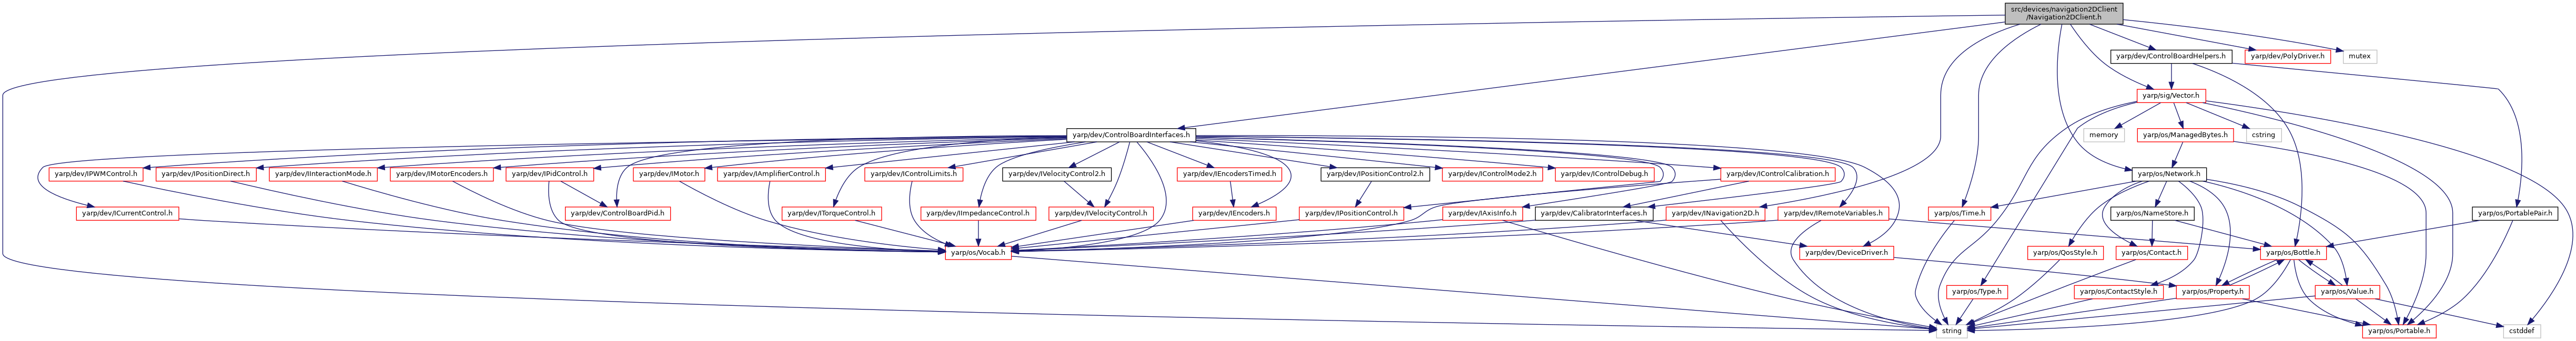 src/devices/navigation2DClient
/Navigation2DClient.h
yarp/dev/ControlBoardHelpers.h
yarp/dev/PolyDriver.h
mutex
yarp/sig/Vector.h
yarp/dev/ControlBoardInterfaces.h
memory
yarp/os/ManagedBytes.h
cstring
yarp/dev/IPWMControl.h
yarp/dev/IPositionDirect.h
yarp/dev/IInteractionMode.h
yarp/dev/IMotorEncoders.h
yarp/dev/IPidControl.h
yarp/dev/IMotor.h
yarp/dev/IAmplifierControl.h
yarp/dev/IControlLimits.h
yarp/dev/IVelocityControl2.h
yarp/dev/IEncodersTimed.h
yarp/dev/IPositionControl2.h
yarp/dev/IControlMode2.h
yarp/dev/IControlDebug.h
yarp/dev/IControlCalibration.h
yarp/os/Network.h
yarp/dev/ICurrentControl.h
yarp/dev/ControlBoardPid.h
yarp/dev/ITorqueControl.h
yarp/dev/IImpedanceControl.h
yarp/dev/IVelocityControl.h
yarp/dev/IEncoders.h
yarp/dev/IPositionControl.h
yarp/dev/IAxisInfo.h
yarp/dev/CalibratorInterfaces.h
yarp/dev/INavigation2D.h
yarp/dev/IRemoteVariables.h
yarp/os/Time.h
yarp/os/NameStore.h
yarp/os/PortablePair.h
yarp/os/Vocab.h
yarp/dev/DeviceDriver.h
yarp/os/QosStyle.h
yarp/os/Contact.h
yarp/os/Bottle.h
yarp/os/Type.h
yarp/os/ContactStyle.h
yarp/os/Property.h
yarp/os/Value.h
string
yarp/os/Portable.h
cstddef